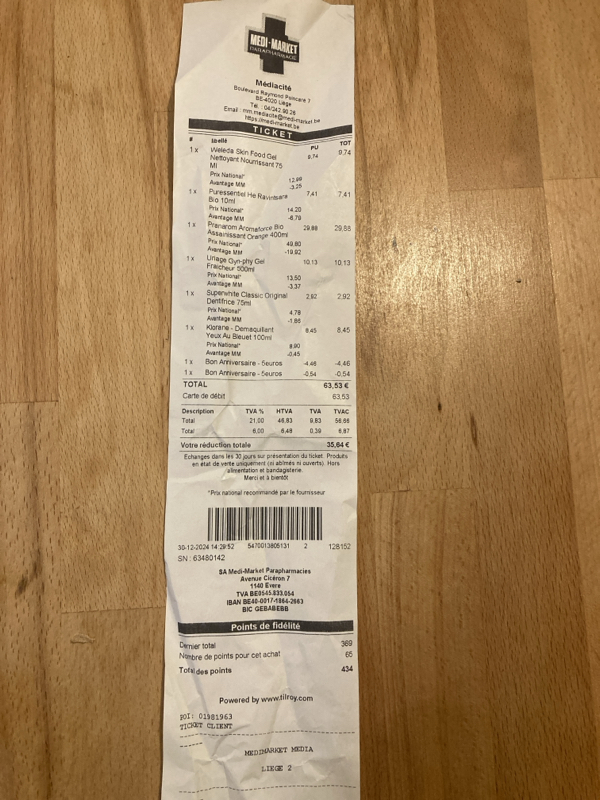 MEDI-MARKET
PARAPHARMACIE
Médiacité
Boulevard Raymond Poincaré 7
BE-4020 Liège
Tél. : 04/242.90.26
Email : mm.mediacite@medi-market.be
https://medi-market.be
TICKET
# libellé PU TOT
1 x Weleda Skin Food Gel 9,74 9,74
Nettoyant Nourrissant 75
Ml
Prix National* 12,99
Avantage MM -3,25
1 x Puressentiel He Ravintsara 7,41 7,41
Bio 10ml
Prix National* 14,20
Avantage MM -6,79
1 x Pranarom Aromaforce Bio 29,88 29,88
Assainissant Orange 400ml
Prix National* 49,80
Avantage MM -19,92
1 x Uriage Gyn-phy Gel 10,13 10,13
Fraicheur 500ml
Prix National* 13,50
Avantage MM -3,37
1 x Superwhite Classic Original 2,92 2,92
Dentifrice 75ml
Prix National* 4,78
Avantage MM -1,86
1 x Klorane - Demaquillant 8,45 8,45
Yeux Au Bleuet 100ml
Prix National* 8,90
Avantage MM -0,45
1 x Bon Anniversaire - 5euros -4,46 -4,46
1 x Bon Anniversaire - 5euros -0,54 -0,54
TOTAL 63,53 €
Carte de débit 63,53
Description TVA % HTVA TVA TVAC
Total 21,00 46,83 9,83 56,66
Total 6,00 6,48 0,39 6,87
Votre réduction totale 35,64 €
Echanges dans les 30 jours sur présentation du ticket. Produits
en état de vente uniquement (ni abîmés ni ouverts). Hors
alimentation et bandagisterie.
Merci et à bientôt
*Prix national recommandé par le fournisseur
30-12-2024 14:29:52 5470013805131 2 128152
SN : 63480142
SA Medi-Market Parapharmacies
Avenue Cicéron 7
1140 Evere
TVA BE0545.833.054
IBAN BE40-0017-1864-2663
BIC GEBABEBB
Points de fidélité
Dernier total 369
Nombre de points pour cet achat 65
Total des points 434
Powered by www.filroy.com
POI: 01981963
TICKET CLIENT
MEDIMARKET MEDIA
LIEGE 2